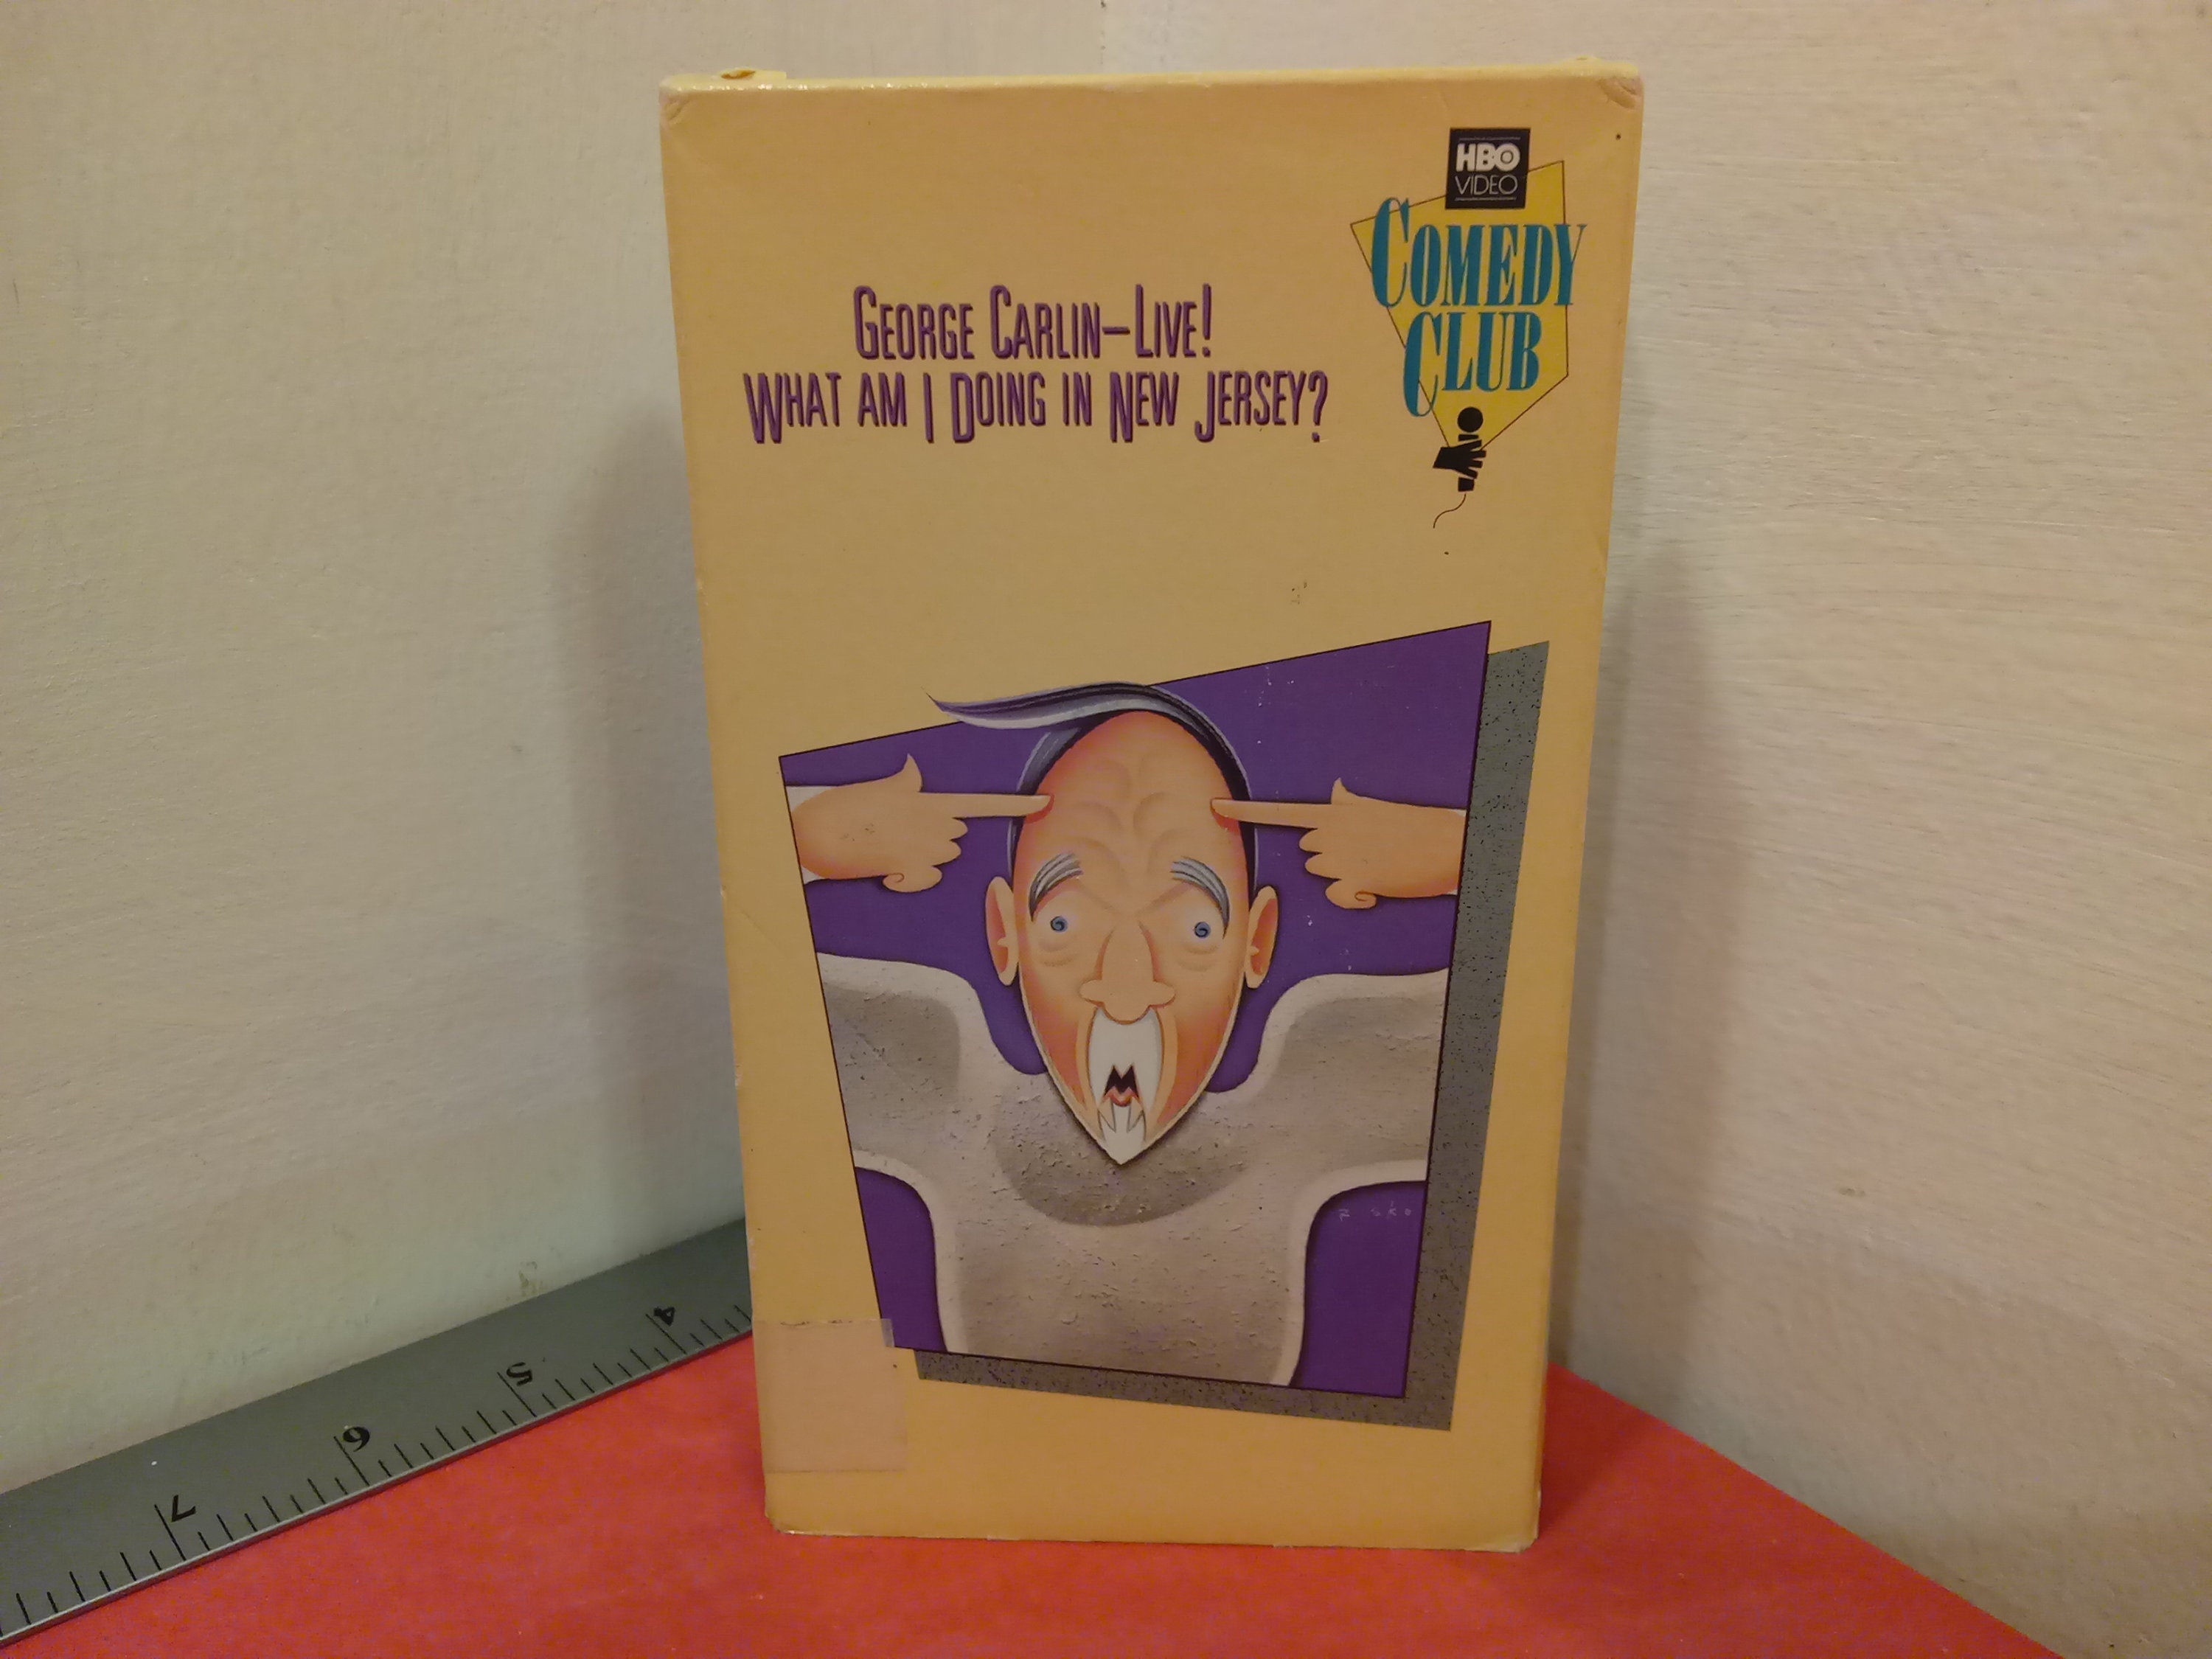 HBO
VIDEO
COMEDY
CLUB
GEORGE CARLIN–LIVE!
WHAT AM I DOING IN NEW JERSEY?
4
5
6
7